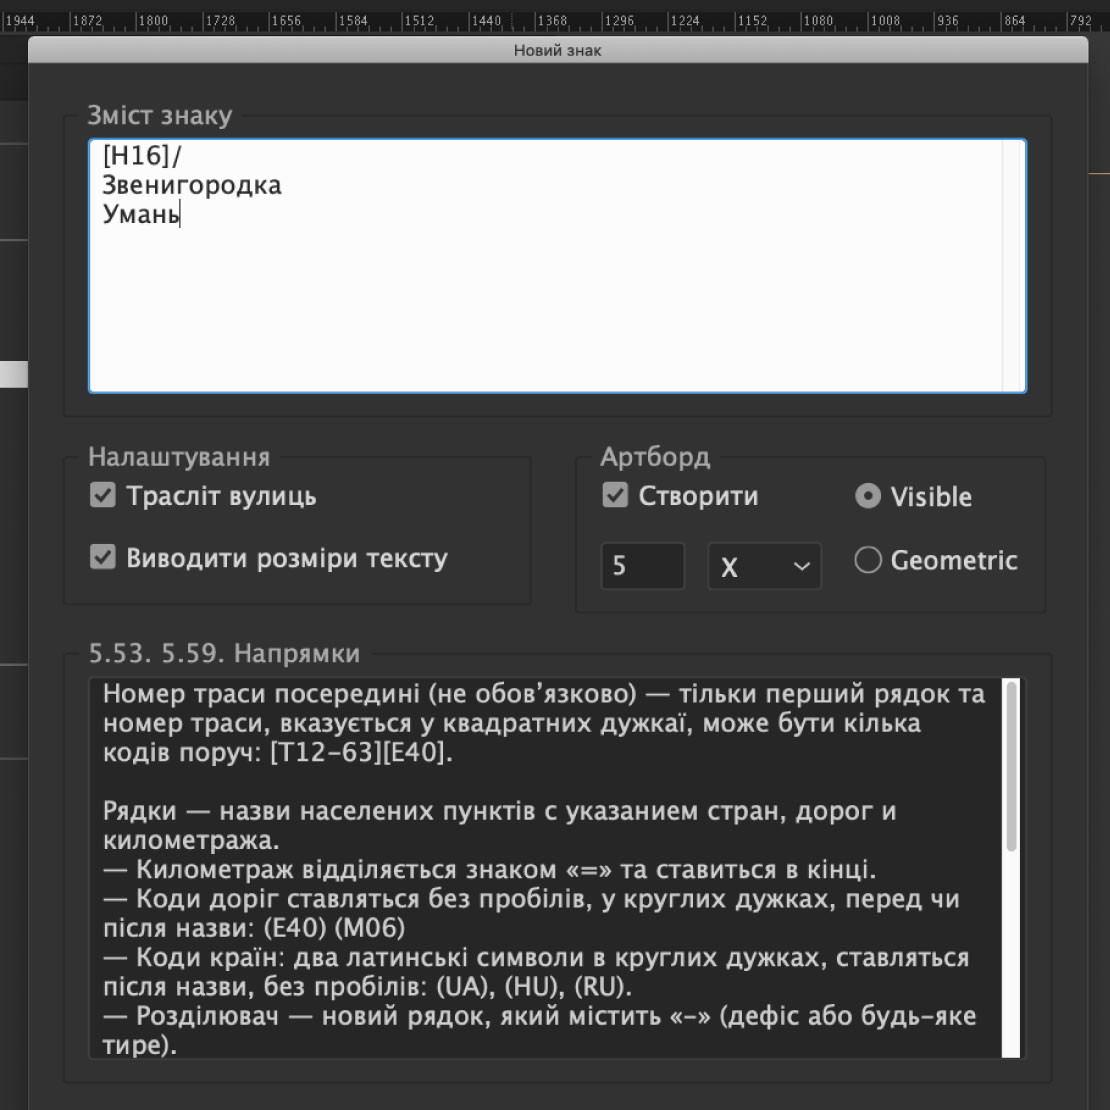 1944 1872 1800 1728 1656 1584 1512 1440 1368 1296 1224 1152 1080 1008 936 864 792
Новий знак
Зміст знаку
[Н16]/
Звенигородка
Умань
Налаштування
Трасліт вулиць
Виводити розміри тексту
Артборд
Створити
Visible
5
X
Geometric
5.53. 5.59. Напрямки
Номер траси посередині (не обов’язково) — тільки перший рядок та
номер траси, вказується у квадратних дужкаї, може бути кілька
кодів поруч: [T12-63][E40].
Рядки — назви населених пунктів с указанием стран, дорог и
километража.
— Километраж відділяється знаком «=» та ставиться в кінці.
— Коди доріг ставляться без пробілів, у круглих дужках, перед чи
після назви: (E40) (M06)
— Коди країн: два латинські символи в круглих дужках, ставляться
після назви, без пробілів: (UA), (HU), (RU).
— Розділювач — новий рядок, який містить «-» (дефіс або будь-яке
тире).